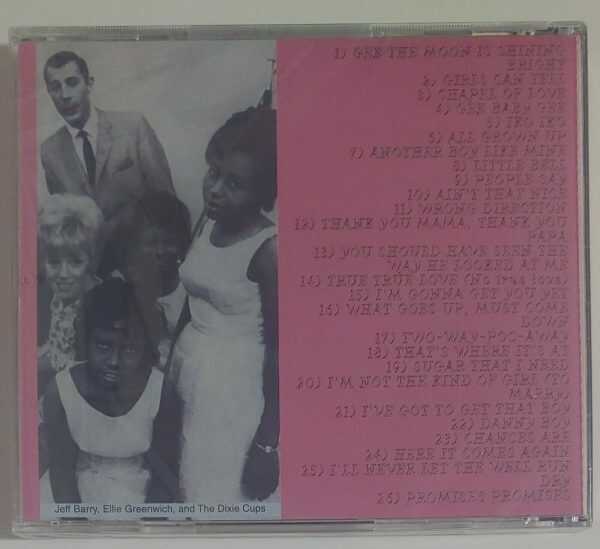 1) GEE THE MOON IS SHINING
BRIGHT
2) GIRLS CAN TELL
3) CHAPEL OF LOVE
4) GEE BABY GEE
5) IKO IKO
6) ALL GROWN UP
7) ANOTHER BOY LIKE MINE
8) LITTLE BELL
9) PEOPLE SAY
10) AIN'T THAT NICE
11) WRONG DIRECTION
12) THANK YOU MAMA, THANK YOU
PAPA
13) YOU SHOULD HAVE SEEN THE
WAY HE LOOKED AT ME
14) TRUE TRUE LOVE (No true love)
15) I'M GONNA GET YOU YET
16) WHAT GOES UP, MUST COME
DOWN
17) TWO-WAY-POC-A-WAY
18) THAT'S WHERE IT'S AT
19) SUGAR THAT I NEED
20) I'M NOT THE KIND OF GIRL (TO
MARRY)
21) I'VE GOT TO GET THAT BOY
22) DANNY BOY
23) CHANCES ARE
24) HERE IT COMES AGAIN
25) I'LL NEVER LET THE WELL RUN
DRY
26) PROMISES PROMISES
Jeff Barry, Ellie Greenwich, and The Dixie Cups